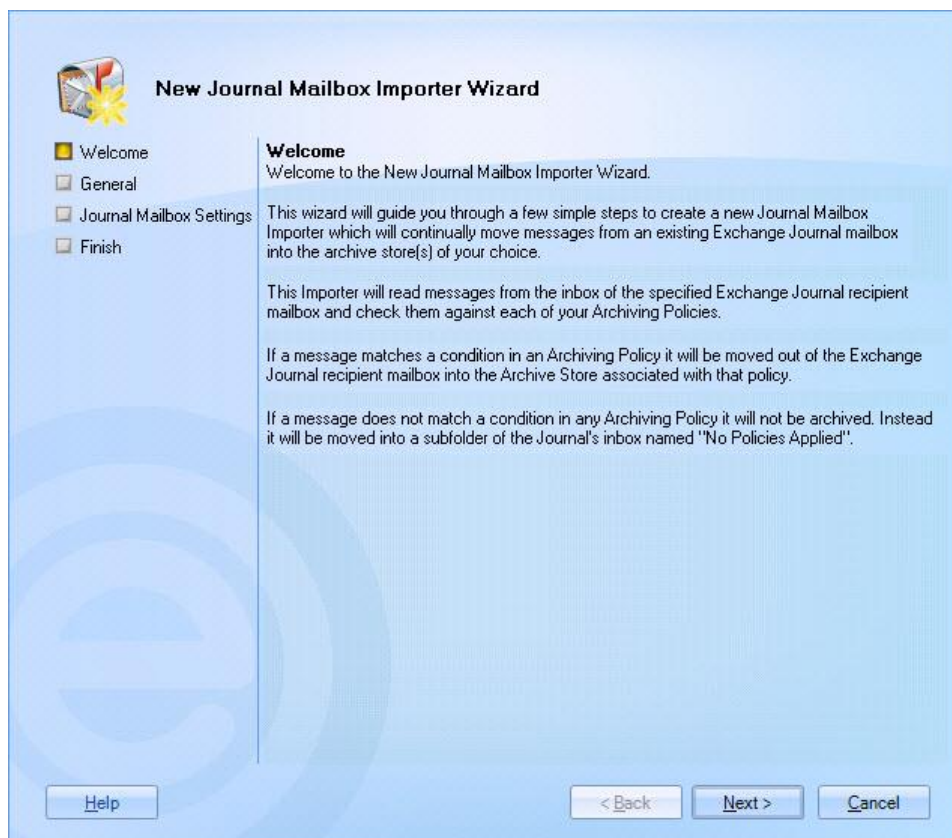 New Journal Mailbox Importer Wizard
Welcome
General
Journal Mailbox Settings
Finish
Welcome
Welcome to the New Journal Mailbox Importer Wizard.
This wizard will guide you through a few simple steps to create a new Journal Mailbox
Importer which will continually move messages from an existing Exchange Journal mailbox
into the archive store(s) of your choice.
This Importer will read messages from the inbox of the specified Exchange Journal recipient
mailbox and check them against each of your Archiving Policies.
If a message matches a condition in an Archiving Policy it will be moved out of the Exchange
Journal recipient mailbox into the Archive Store associated with that policy.
If a message does not match a condition in any Archiving Policy it will not be archived. Instead
it will be moved into a subfolder of the Journal's inbox named "No Policies Applied".
Help
< Back
Next >
Cancel